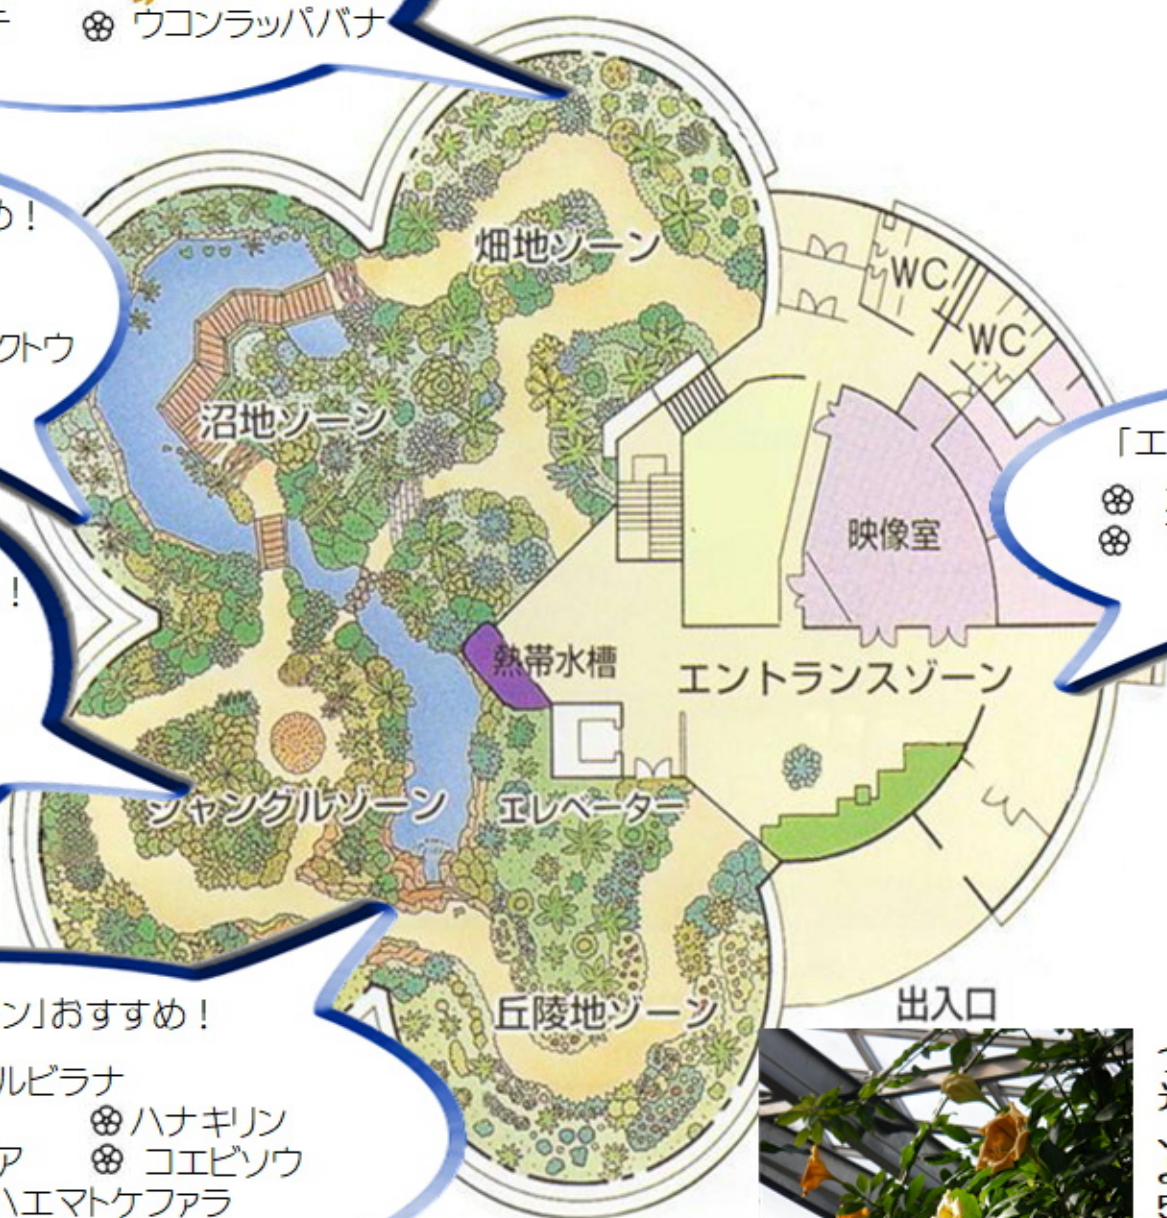 ウコンラッパバナ
め！
クトウ
！
畑地ゾーン
WC
WC
沼地ゾーン
映像室
「エ
熱帯水槽
エントランスゾーン
ジャングルゾーン
エレベーター
丘陵地ゾーン
出入口
ン」おすすめ！
ルビラナ
ハナキリン
ア コエビソウ
ハエマトケファラ